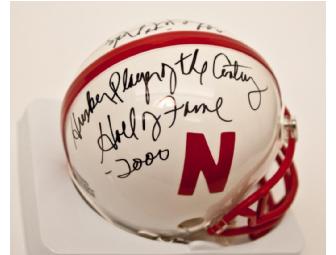 Husker Player of the Century
Hall of Fame
-2000
N